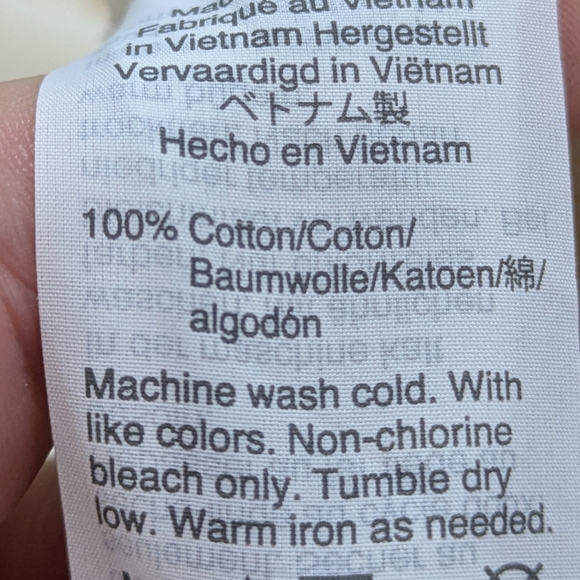 Fabriqué au Vietnam
in Vietnam Hergestellt
Vervaardigd in Viëtnam
ベトナム製
Hecho en Vietnam
100% Cotton/Coton/
Baumwolle/Katoen/綿/
algodón
Machine wash cold. With
like colors. Non-chlorine
bleach only. Tumble dry
low. Warm iron as needed.